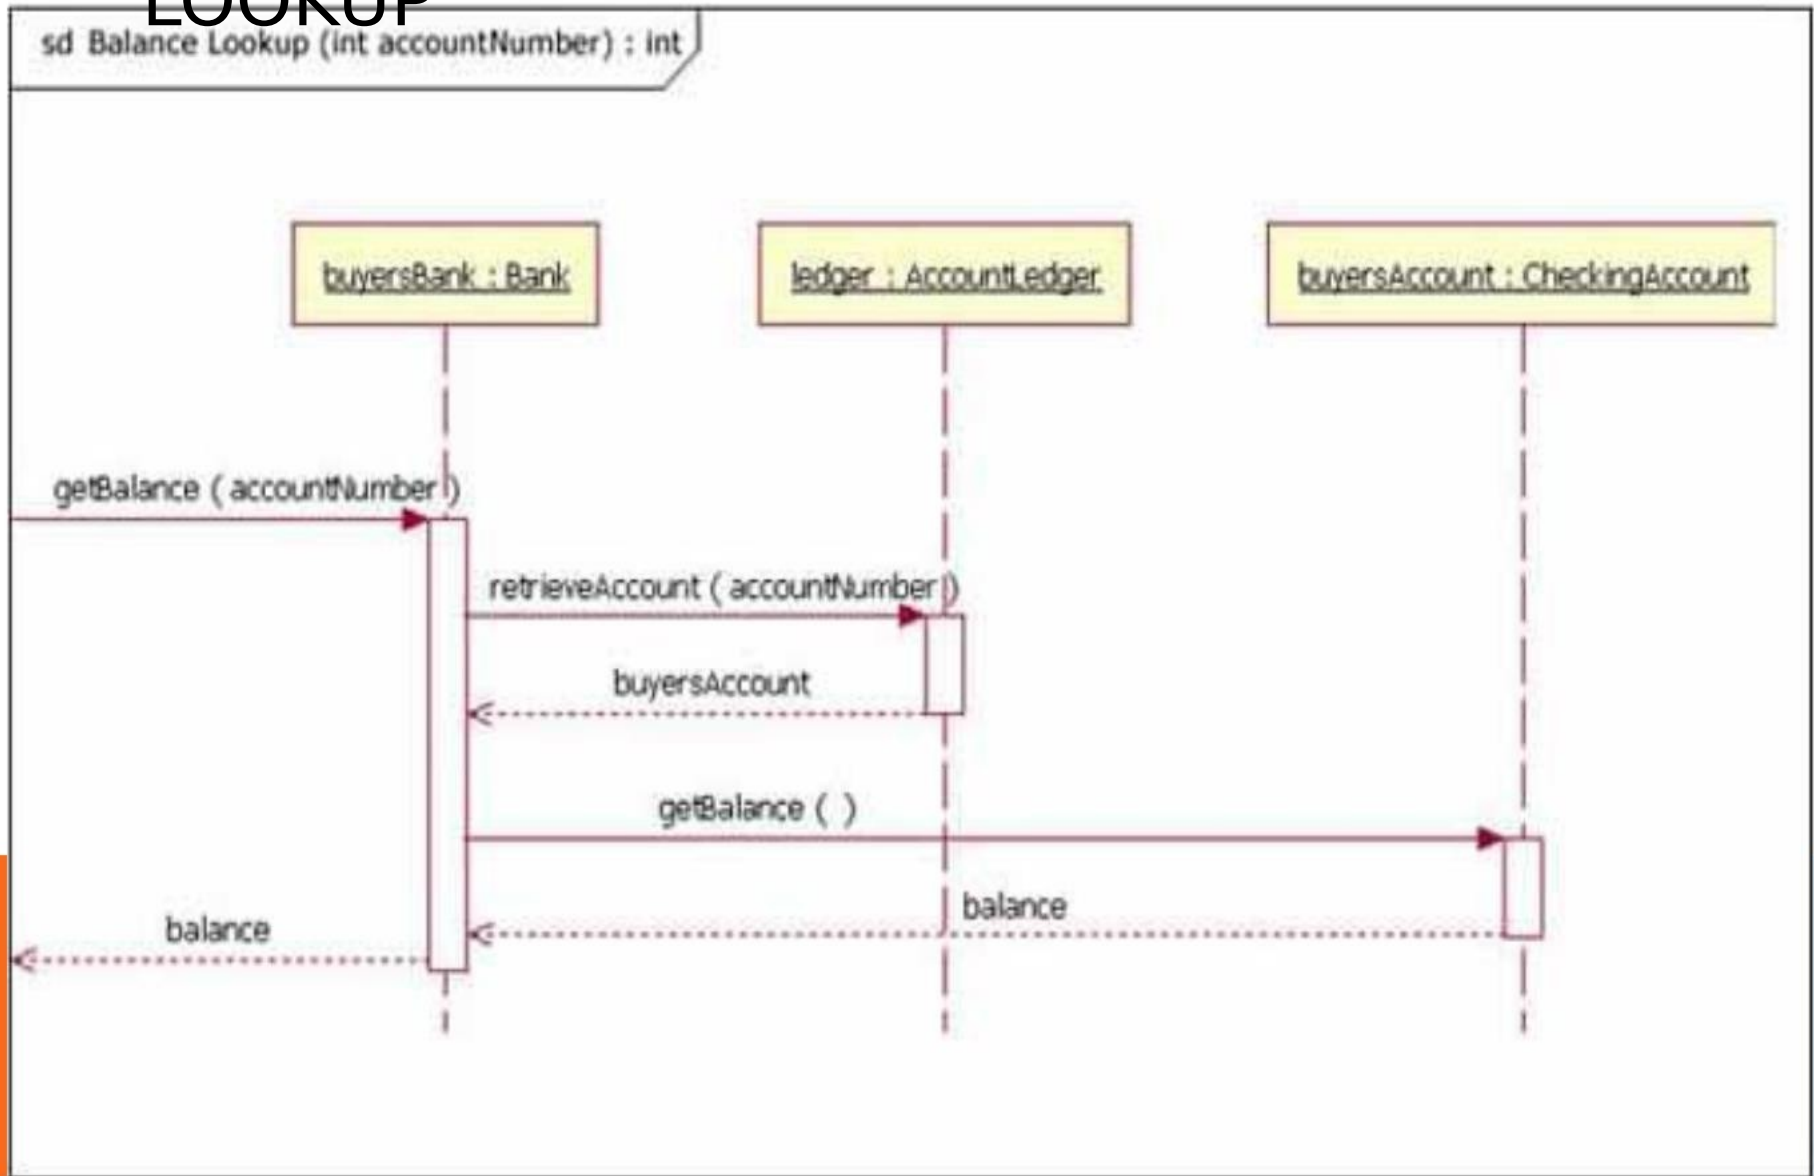 LOOKUP
sd Balance Lookup (int accountNumber) : int
buyersBank : Bank
ledger : AccountLedger
buyersAccount : CheckingAccount
getBalance ( accountNumber )
retrieveAccount ( accountNumber )
buyersAccount
getBalance ( )
balance
balance